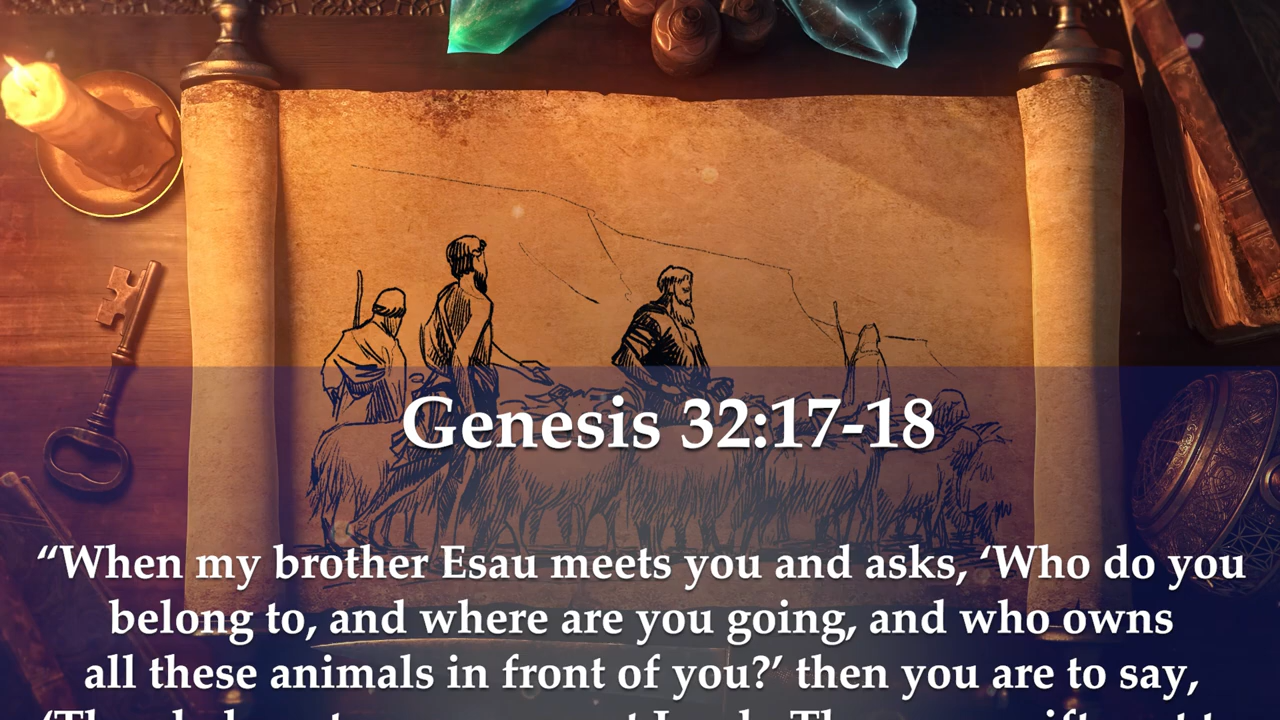 Genesis 32:17-18
“When my brother Esau meets you and asks, ‘Who do you
belong to, and where are you going, and who owns
all these animals in front of you?’ then you are to say,